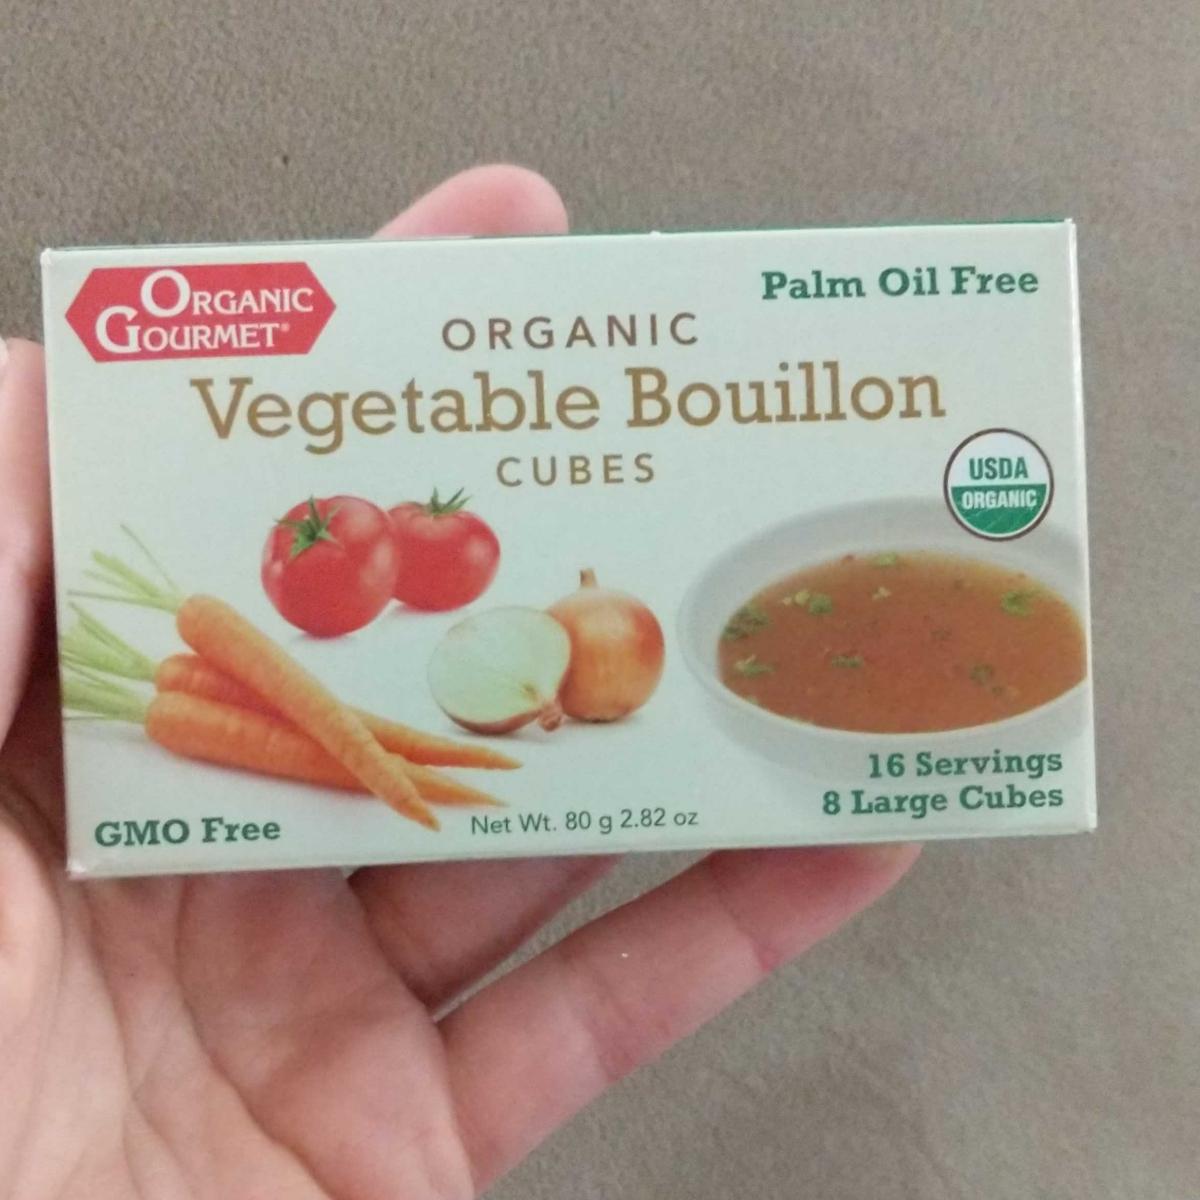 ORGANIC
GOURMET®
Palm Oil Free
ORGANIC
Vegetable Bouillon
CUBES
USDA
ORGANIC
16 Servings
8 Large Cubes
GMO Free
Net Wt. 80 g 2.82 oz